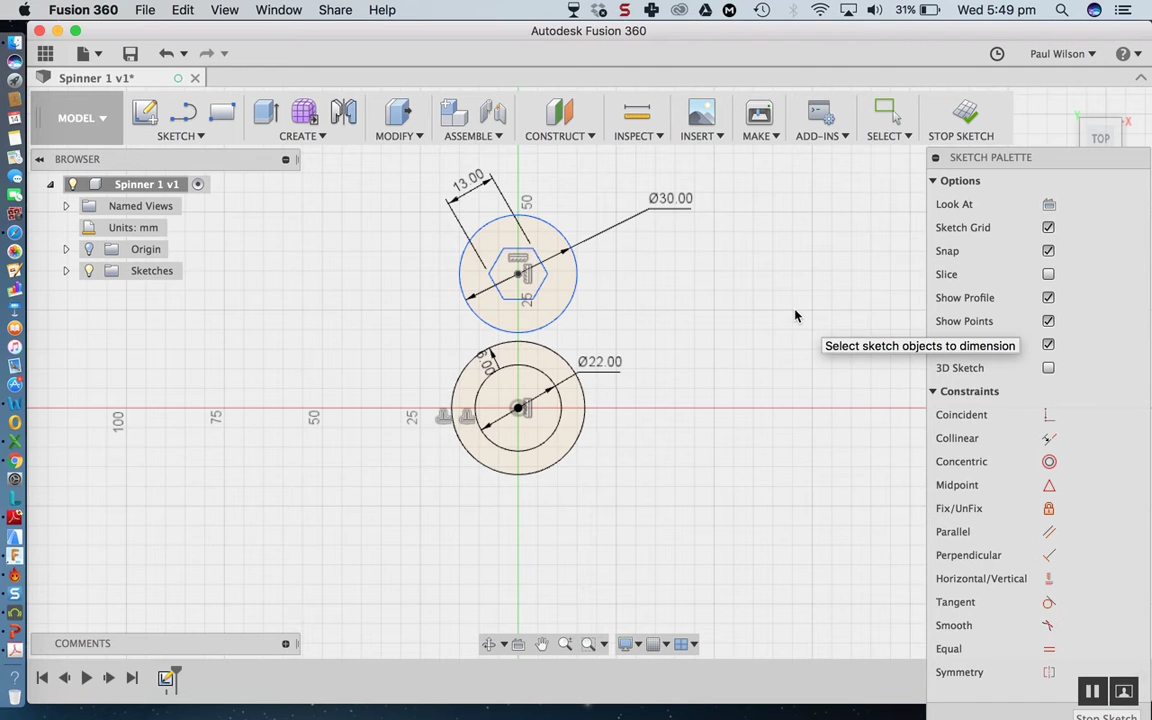 Fusion 360 File Edit View Window Share Help 31% Wed 5:49 pm
Autodesk Fusion 360
Paul Wilson
Spinner 1 v1*
MODEL
SKETCH CREATE MODIFY ASSEMBLE CONSTRUCT INSPECT INSERT MAKE ADD-INS SELECT STOP SKETCH
TOP
X
Y
BROWSER
SKETCH PALETTE
Spinner 1 v1
Named Views
Units: mm
Origin
Sketches
Options
Look At
Sketch Grid
Snap
Slice
Show Profile
Show Points
3D Sketch
Constraints
Coincident
Collinear
Concentric
Midpoint
Fix/UnFix
Parallel
Perpendicular
Horizontal/Vertical
Tangent
Smooth
Equal
Symmetry
Stop Sketch
Select sketch objects to dimension
13.00
50
Ø30.00
25
6.00
Ø22.00
100 75 50 25
COMMENTS